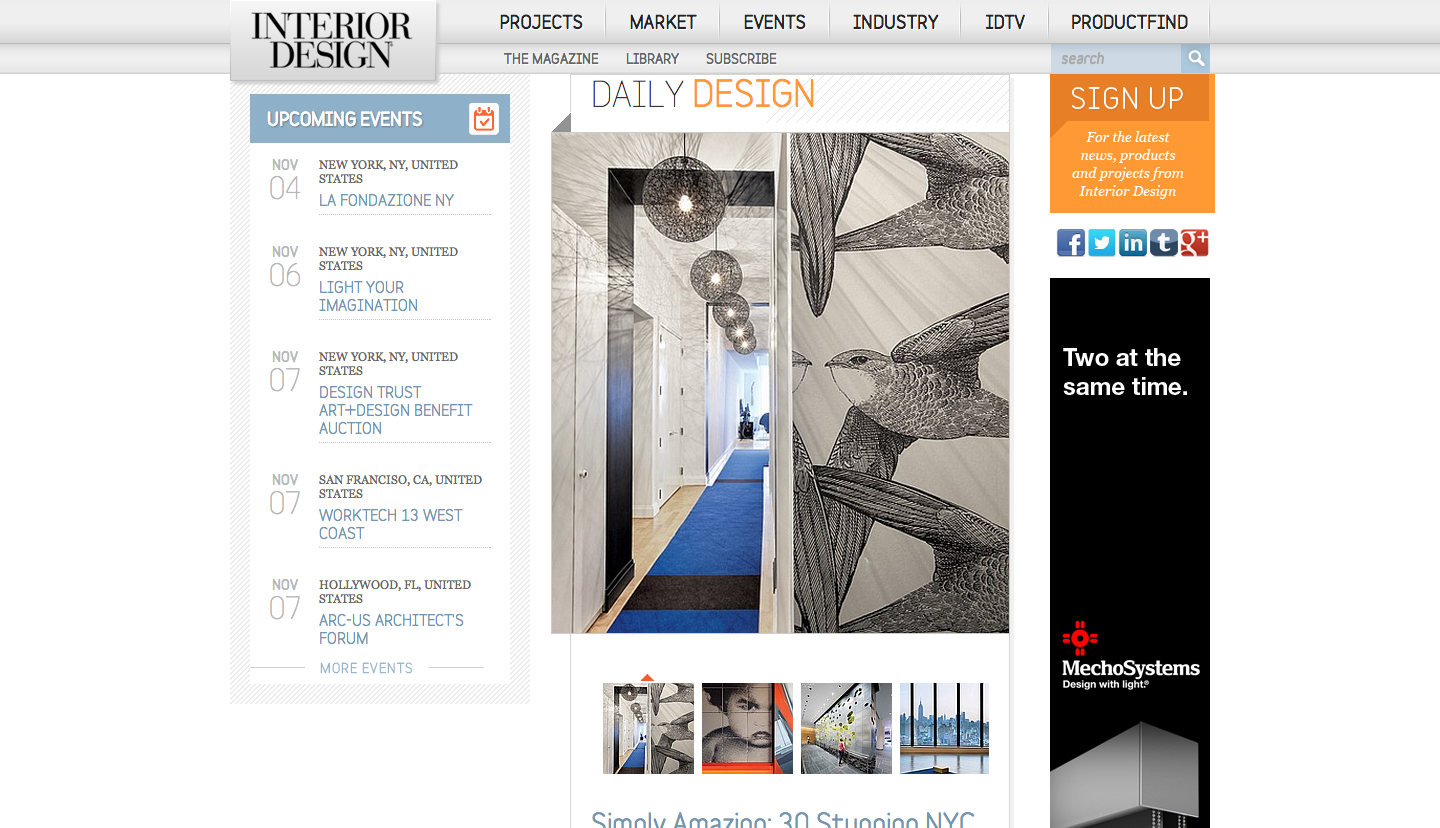 INTERIOR
DESIGN
PROJECTS
MARKET
EVENTS
INDUSTRY
IDTV
PRODUCTFIND
THE MAGAZINE
LIBRARY
SUBSCRIBE
search
UPCOMING EVENTS
NOV
04
NEW YORK, NY, UNITED
STATES
LA FONDAZIONE NY
NOV
06
NEW YORK, NY, UNITED
STATES
LIGHT YOUR
IMAGINATION
NOV
07
NEW YORK, NY, UNITED
STATES
DESIGN TRUST
ART+DESIGN BENEFIT
AUCTION
NOV
07
SAN FRANCISO, CA, UNITED
STATES
WORKTECH 13 WEST
COAST
NOV
07
HOLLYWOOD, FL, UNITED
STATES
ARC-US ARCHITECT'S
FORUM
MORE EVENTS
DAILY DESIGN
Simply Amazing: 30 Stunning NYC
SIGN UP
For the latest
news, products
and projects from
Interior Design
f
in
t
g+
Two at the
same time.
MechoSystems
Design with light.®